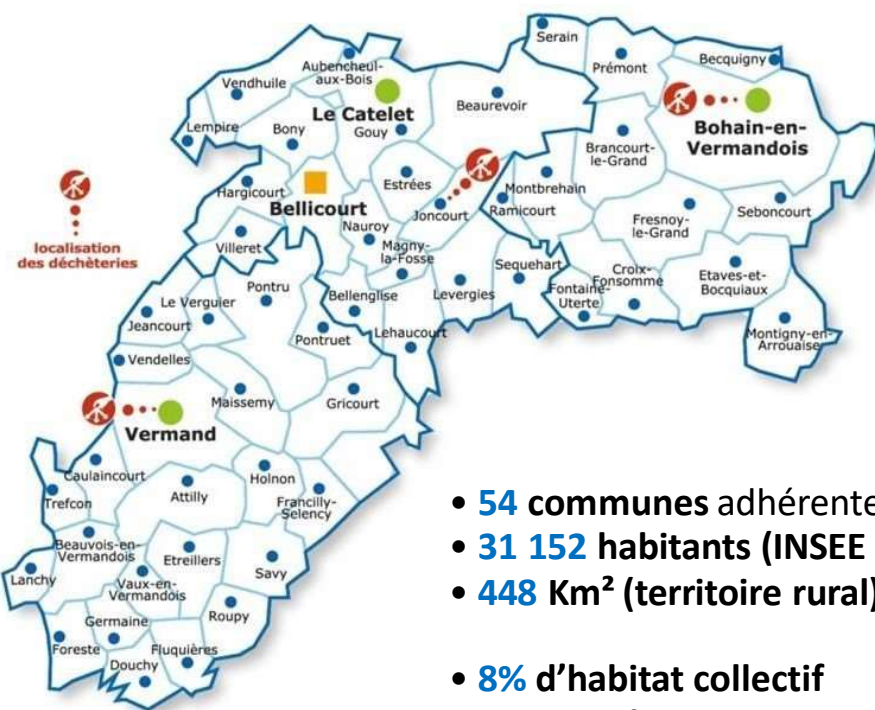 Serain
Prémont
Becquigny
Aubencheul-
aux-Bois
Vendhuile
Le Catelet
Gouy
Beaurevoir
Lempire
Bony
Bohain-en-
Vermandois
Brancourt-
le-Grand
Hargicourt
Estrées
Montbrehain
Bellicourt
Joncourt
Ramicourt
Nauroy
Fresnoy-
le-Grand
Seboncourt
localisation
des déchèteries
Villeret
Magny-
la-Fosse
Sequehart
Croix-
Fonsomme
Etaves-et-
Bocquiaux
Pontru
Le Verguier
Bellenglise
Levergies
Fontaine-
Uterte
Jeancourt
Pontruet
Lehaucourt
Montigny-en-
Arrouaise
Vendelles
Maissemy
Gricourt
Vermand
Caulaincourt
Holnon
Trefcon
Attilly
Francilly-
Selency
Beauvois-en-
Vermandois
Etreillers
Lanchy
Vaux-en-
Vermandois
Savy
Germaine
Roupy
Foreste
Fluquières
Douchy
• 54 communes adhérente
• 31 152 habitants (INSEE
• 448 Km² (territoire rural)
• 8% d’habitat collectif